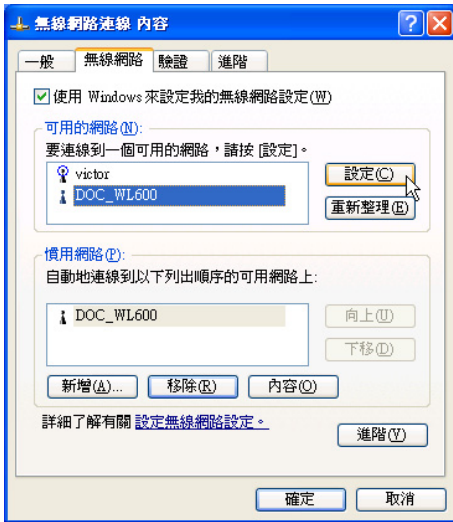 無線網路連線 內容
一般 無線網路 驗證 進階
使用 Windows 來設定我的無線網路設定(W)
可用的網路(N):
要連線到一個可用的網路，請按 [設定]。
victor
DOC_WL600
設定(C)
重新整理(E)
慣用網路(P):
自動地連線到以下列出順序的可用網路上:
DOC_WL600
向上(U)
下移(D)
新增(A)... 移除(R) 內容(O)
詳細了解有關 設定無線網路設定。
進階(V)
確定 取消